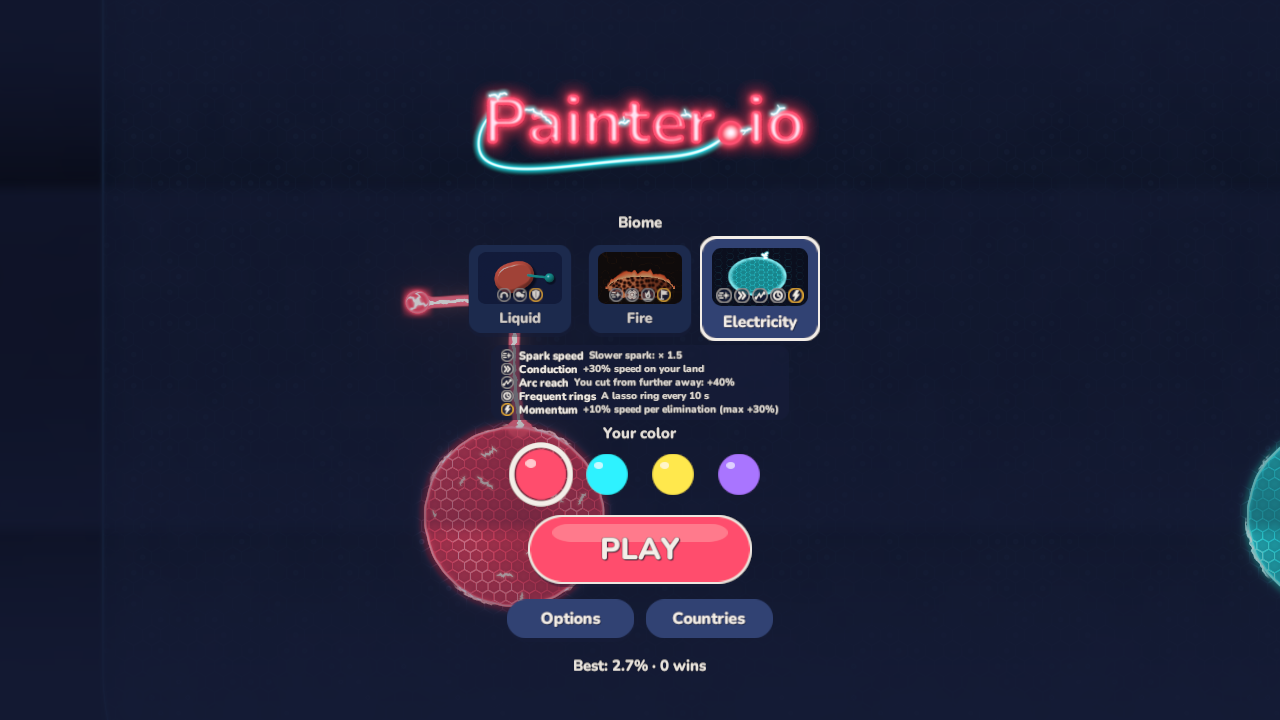 Painter.io
Biome
Liquid
Fire
Electricity
Spark speed Slower spark: × 1.5
Conduction +30% speed on your land
Arc reach You cut from further away: +40%
Frequent rings A lasso ring every 10 s
Momentum +10% speed per elimination (max +30%)
Your color
PLAY
Options
Countries
Best: 2.7% · 0 wins